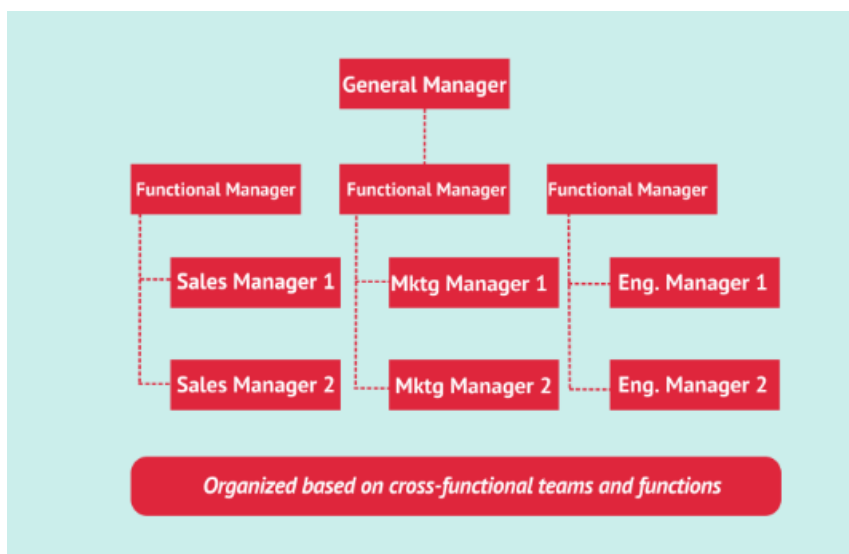 General Manager
Functional Manager
Functional Manager
Functional Manager
Sales Manager 1
Mktg Manager 1
Eng. Manager 1
Sales Manager 2
Mktg Manager 2
Eng. Manager 2
Organized based on cross-functional teams and functions